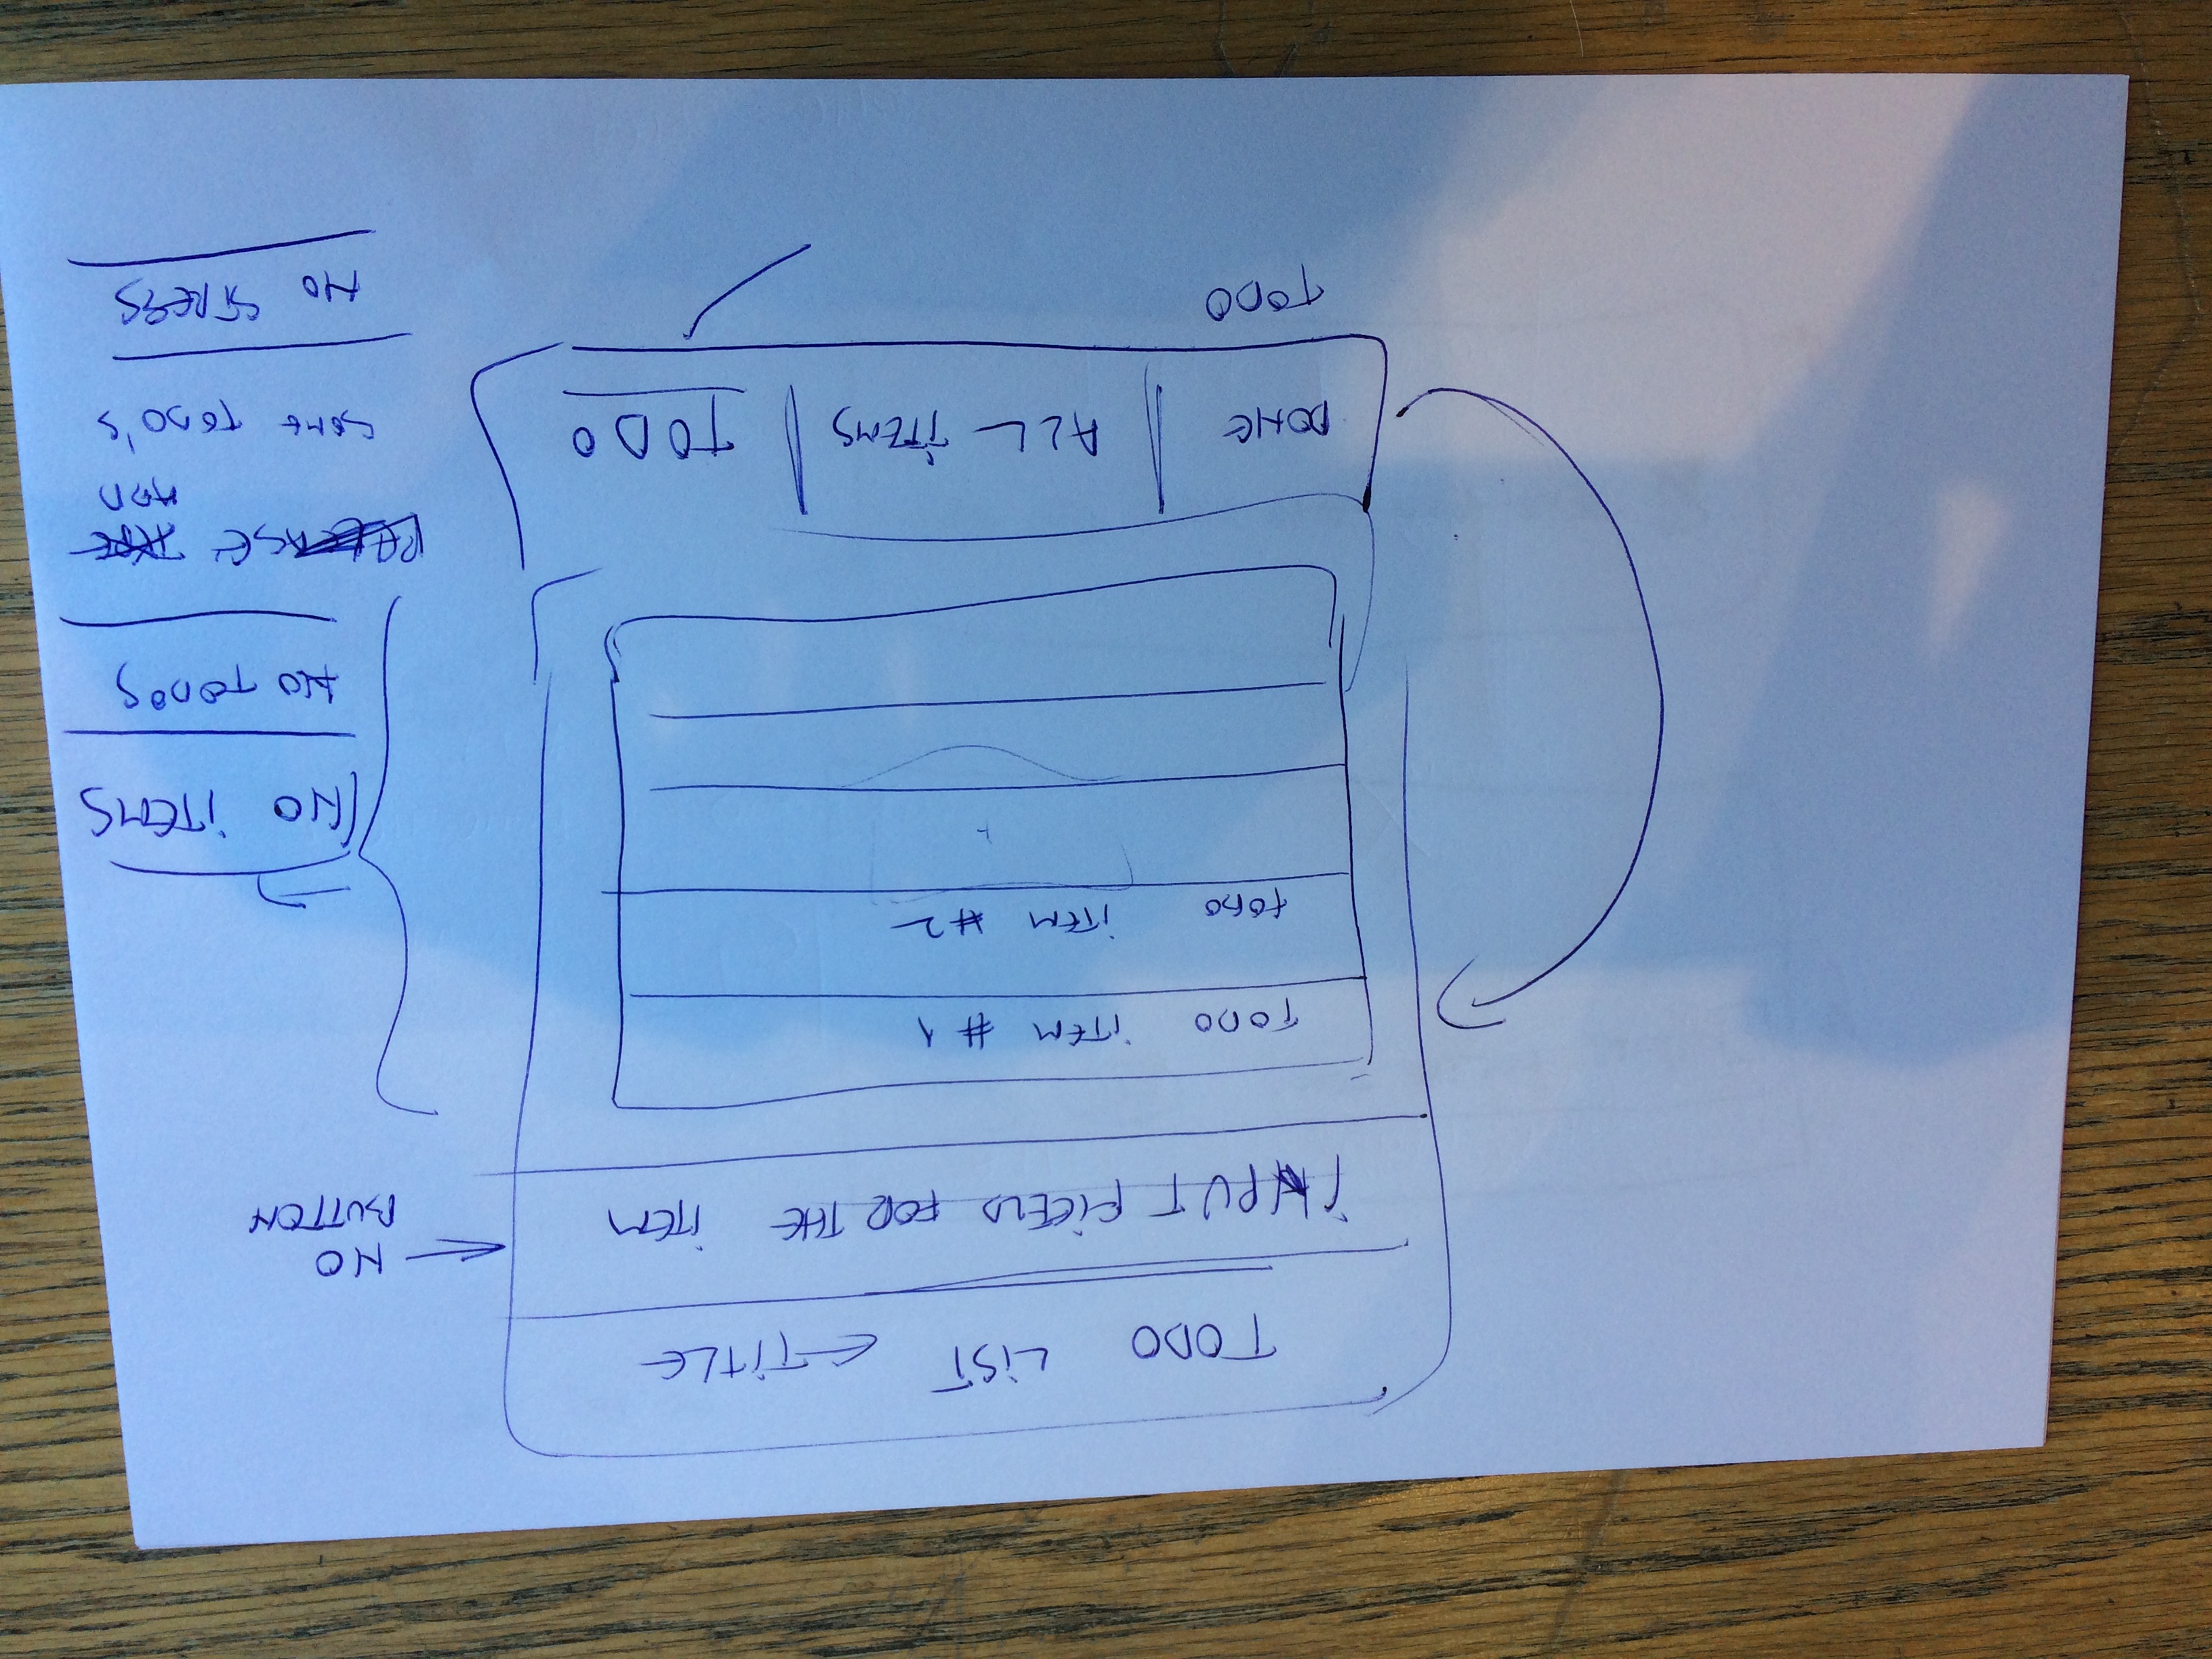 TODO LIST ← TITLE
INPUT FIELD FOR THE ITEM
← NO
BUTTON
TODO ITEM #1
TODO ITEM #2
DONE | ALL ITEMS | TODO
TODO
NO ITEMS
NO TODOS
ADD
SOME TODO'S
NO STRESS